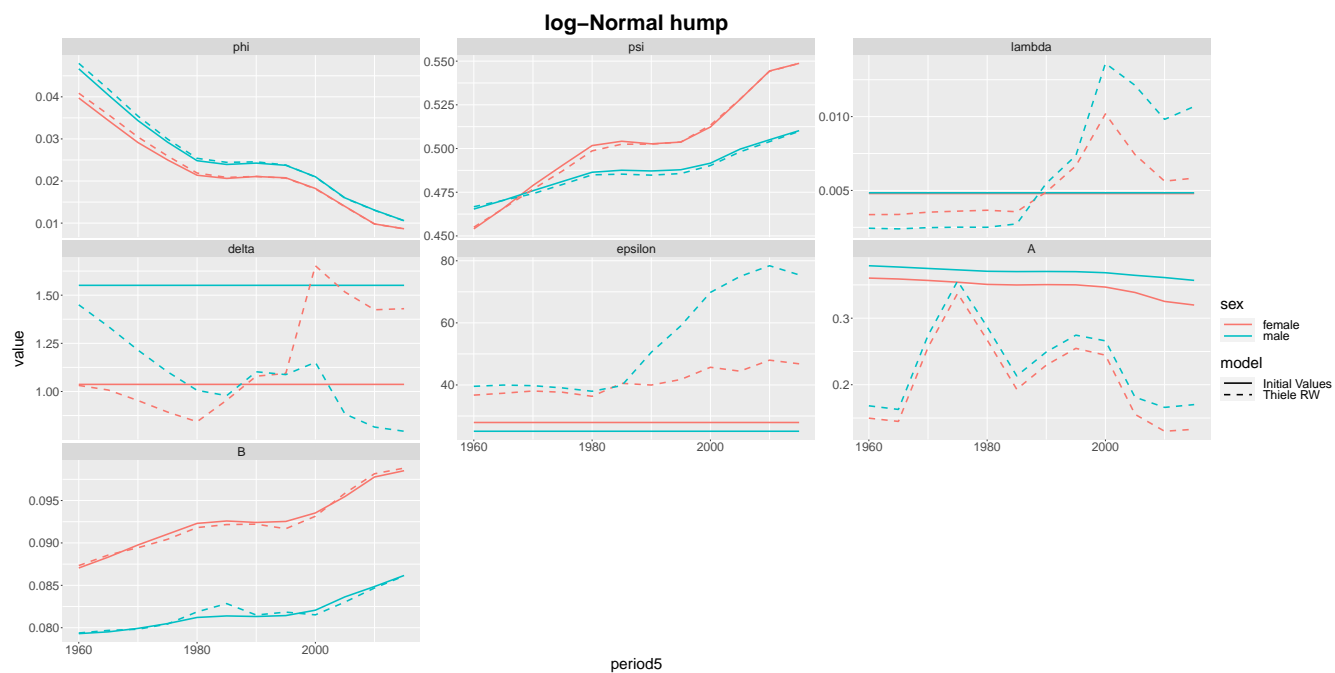 log−Normal hump
phi
psi
lambda
0.04
0.03
0.02
0.01
0.550
0.525
0.500
0.475
0.450
0.010
0.005
delta
epsilon
A
1.50
1.00
80
60
40
0.3
0.2
1960
1980
2000
1960
1980
2000
B
0.095
0.090
0.085
0.080
1960
1980
2000
value
period5
sex
female
male
model
Initial Values
Thiele RW